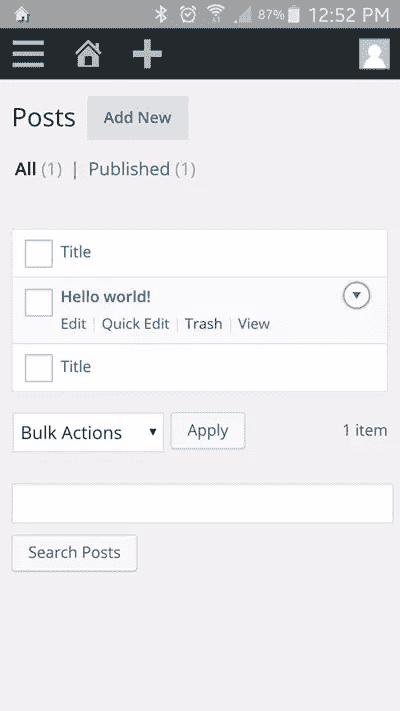 87% 12:52 PM
Posts Add New
All (1) | Published (1)
Title
Hello world!
Edit | Quick Edit | Trash | View
Title
Bulk Actions Apply 1 item
Search Posts